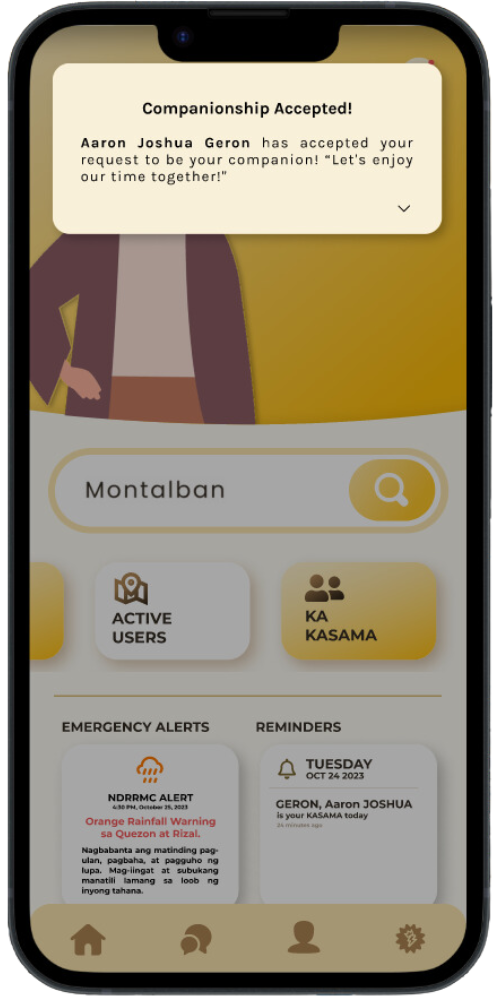 Companionship Accepted!
Aaron Joshua Geron has accepted your
request to be your companion! “Let's enjoy
our time together!"
Montalban
ACTIVE
USERS
KA
KASAMA
EMERGENCY ALERTS
REMINDERS
NDRRMC ALERT
4:30 PM, October 25, 2023
Orange Rainfall Warning
sa Quezon at Rizal.
Nagbabanta ang matinding pag-
ulan, pagbaha, at pagguho ng
lupa. Mag-iingat at subukang
manatili lamang sa loob ng
inyong tahana.
TUESDAY
OCT 24 2023
GERON, Aaron JOSHUA
is your KASAMA today
24 minutes ago